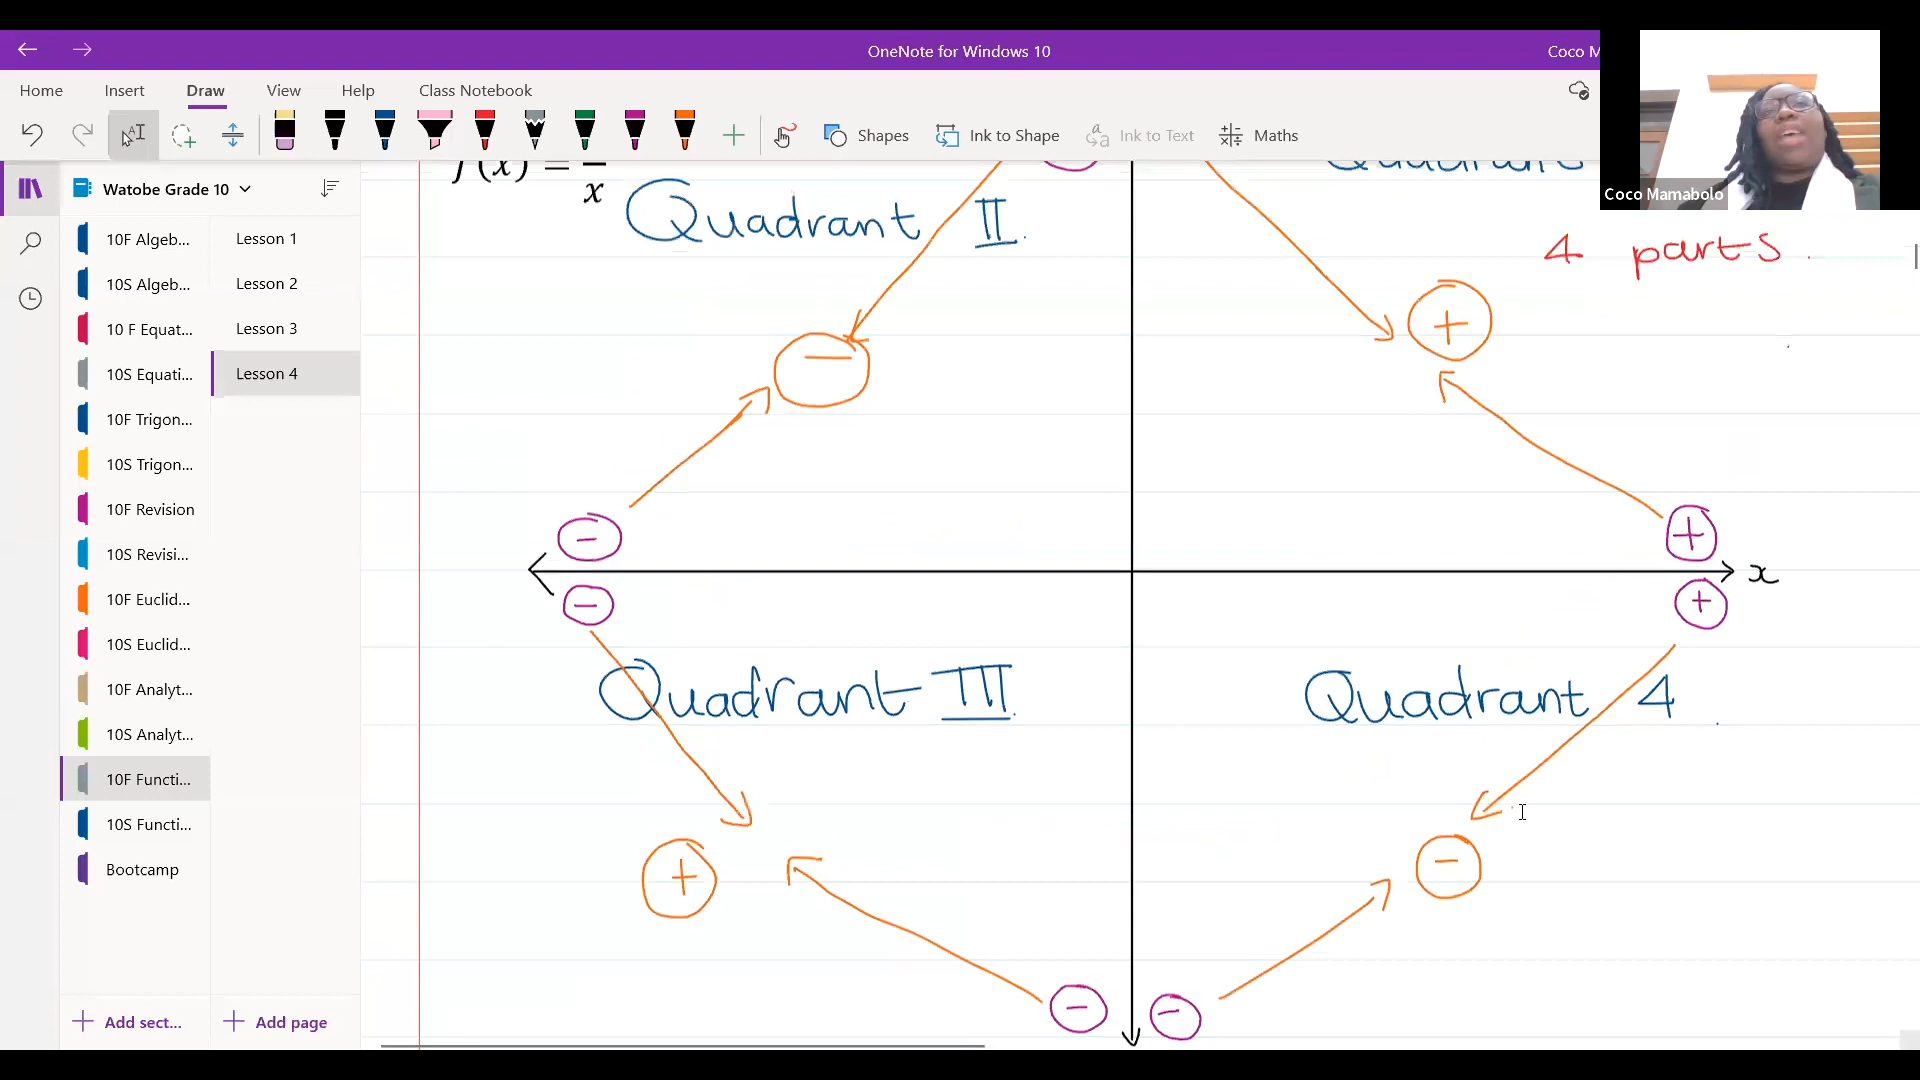 OneNote for Windows 10
Coco M
Home Insert Draw View Help Class Notebook
Shapes Ink to Shape Ink to Text Maths
Coco Mamabolo
Watobe Grade 10
10F Algeb...
10S Algeb...
10 F Equat...
10S Equati...
10F Trigon...
10S Trigon...
10F Revision
10S Revisi...
10F Euclid...
10S Euclid...
10F Analyt...
10S Analyt...
10F Functi...
10S Functi...
Bootcamp
Add sect...
Lesson 1
Lesson 2
Lesson 3
Lesson 4
Add page
f(x) = 
x
Quadrant II.
Quadrant
4 parts.
−
+
−
+
x
−
+
Quadrant III.
Quadrant 4.
+
−
−
−